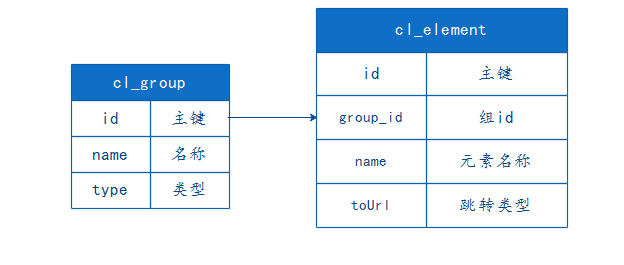 cl_group
id 主键
name 名称
type 类型
cl_element
id 主键
group_id 组id
name 元素名称
toUrl 跳转类型